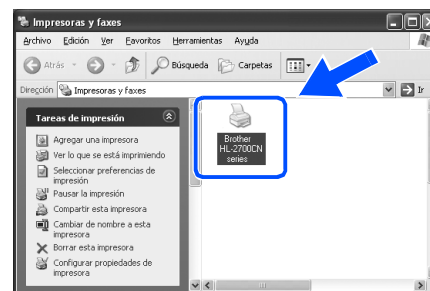 Impresoras y faxes
Archivo Edición Ver Favoritos Herramientas Ayuda
Atrás Búsqueda Carpetas
Dirección Impresoras y faxes Ir
Tareas de impresión
Agregar una impresora
Ver lo que se está imprimiendo
Seleccionar preferencias de
impresión
Pausar la impresión
Compartir esta impresora
Cambiar de nombre a esta
impresora
Borrar esta impresora
Configurar propiedades de
impresora
Brother
HL-2700CN
series